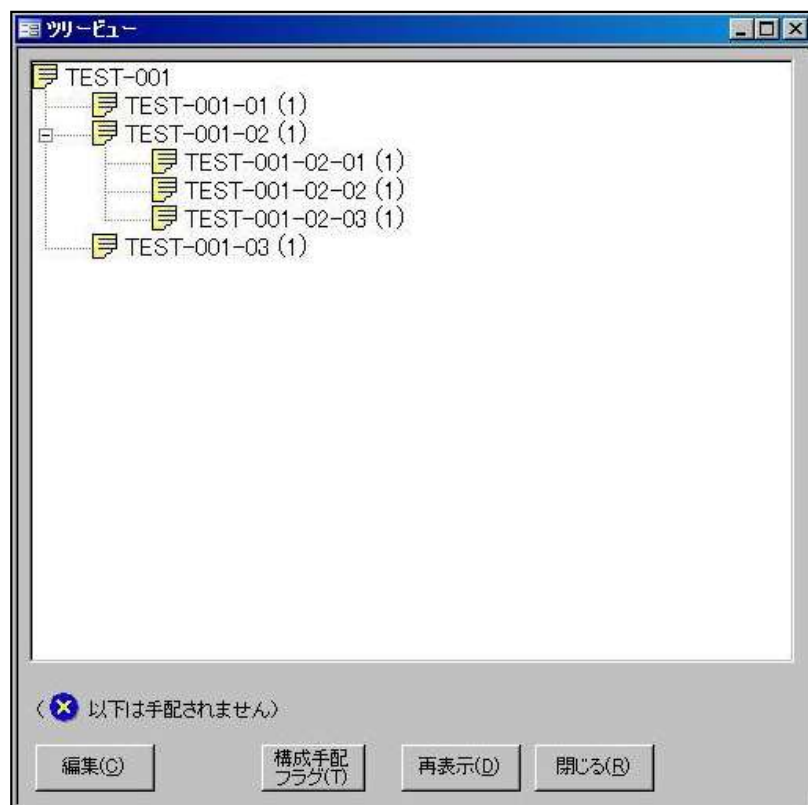 ツリービュー
TEST-001
TEST-001-01 (1)
TEST-001-02 (1)
TEST-001-02-01 (1)
TEST-001-02-02 (1)
TEST-001-02-03 (1)
TEST-001-03 (1)
( 以下は手配されません)
編集(C)
構成手配
フラグ(T)
再表示(D)
閉じる(R)